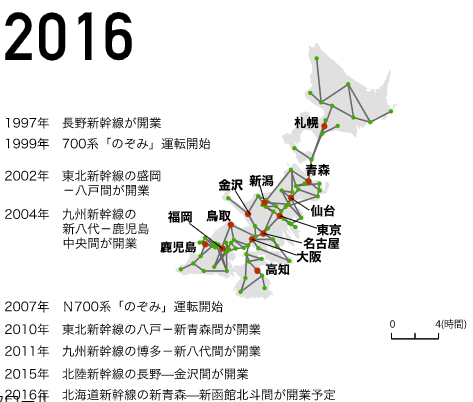 2016
1997年 長野新幹線が開業
1999年 700系「のぞみ」運転開始
2002年 東北新幹線の盛岡
－八戸間が開業
2004年 九州新幹線の
新八代－鹿児島
中央間が開業
札幌
青森
新潟
金沢
仙台
鳥取
福岡
東京
名古屋
鹿児島
大阪
高知
2007年 N700系「のぞみ」運転開始
2010年 東北新幹線の八戸－新青森間が開業
2011年 九州新幹線の博多－新八代間が開業
2015年 北陸新幹線の長野―金沢間が開業
2016年 北海道新幹線の新青森―新函館北斗間が開業予定
0 4(時間)